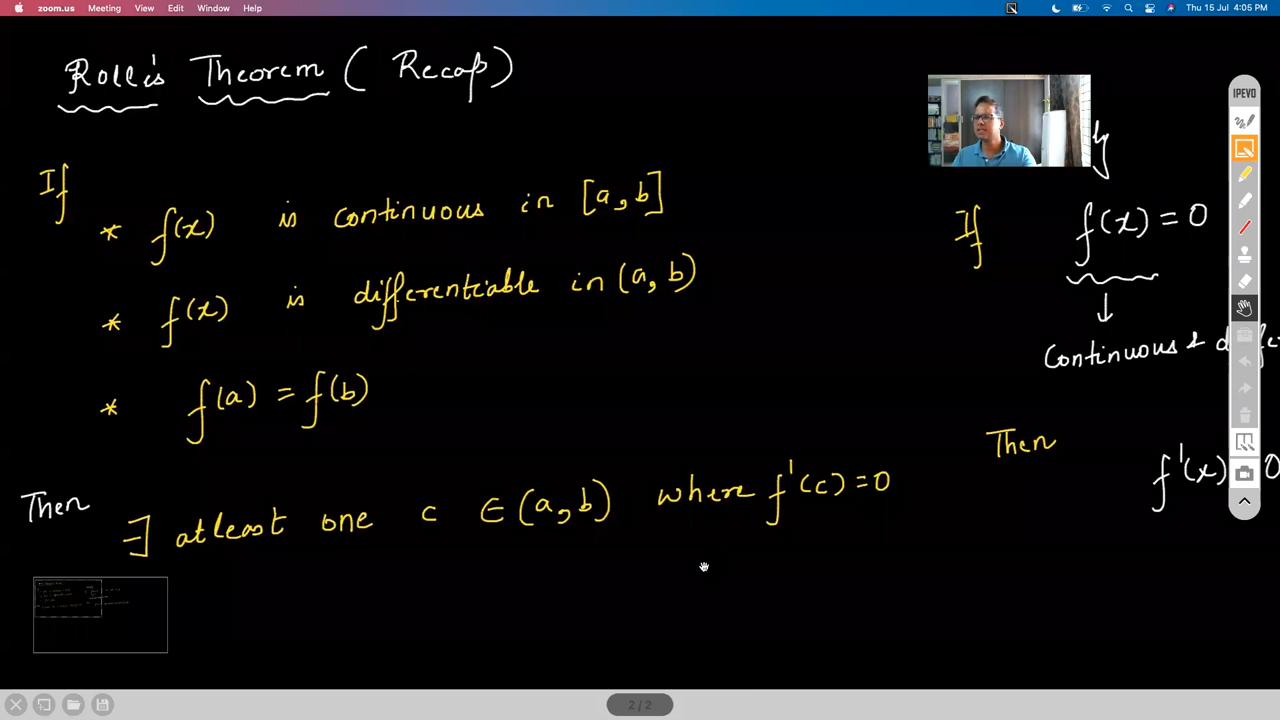 zoom.us Meeting View Edit Window Help
Thu 15 Jul 4:05 PM
Rolle's Theorem ( Recap )
If
* f(x) is continuous in [a, b]
* f(x) is differentiable in (a, b)
* f(a) = f(b)
Then
∃ atleast one c ∈ (a, b) where f'(c) = 0
If f(x) = 0
↓
Continuous &
Then
f'(x) 0
IPEVO
2 / 2